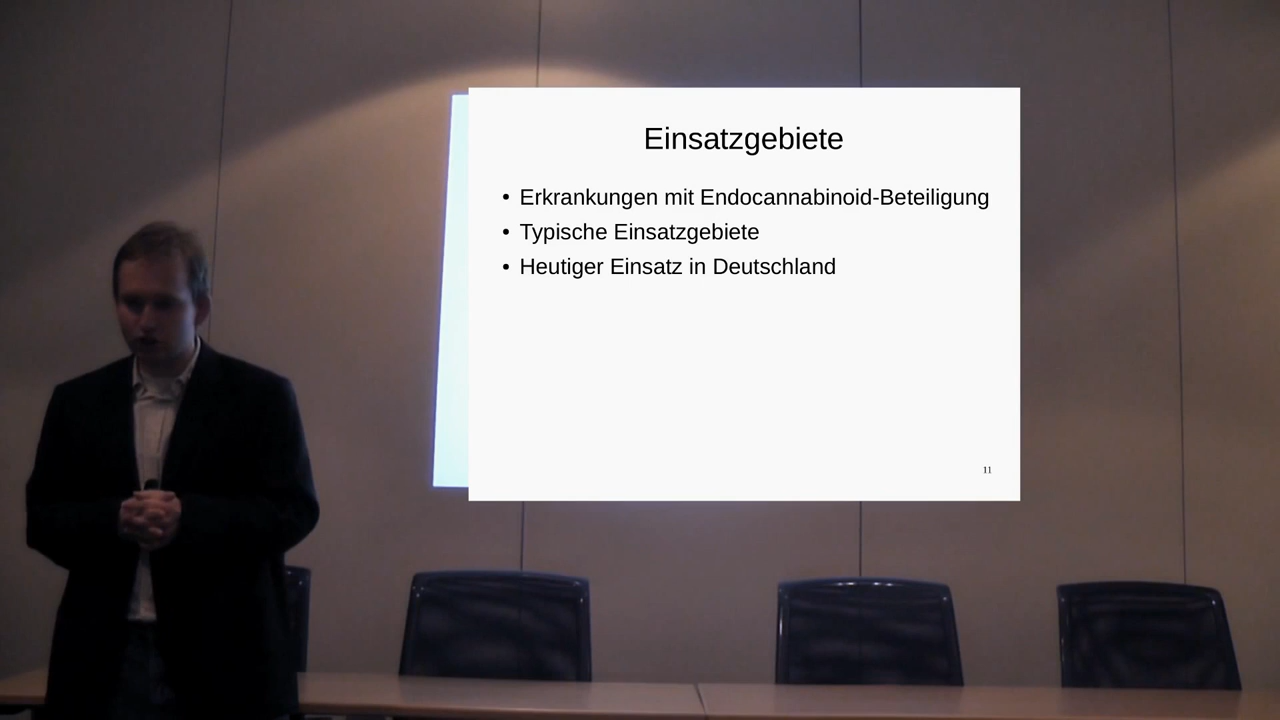 Einsatzgebiete
• Erkrankungen mit Endocannabinoid-Beteiligung
• Typische Einsatzgebiete
• Heutiger Einsatz in Deutschland
11